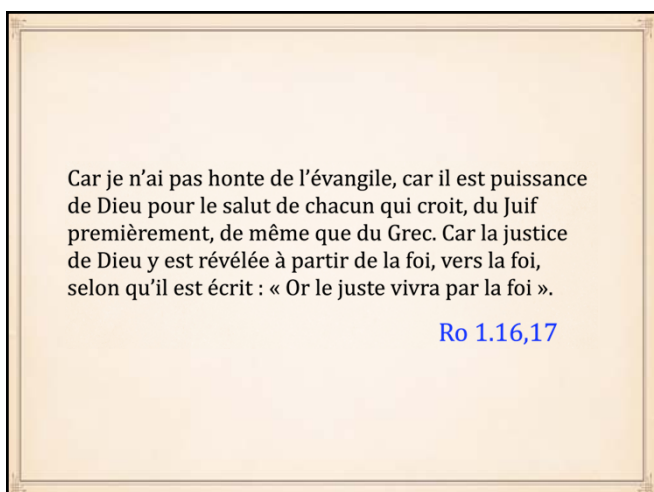 Car je n’ai pas honte de l’évangile, car il est puissance
de Dieu pour le salut de chacun qui croit, du Juif
premièrement, de même que du Grec. Car la justice
de Dieu y est révélée à partir de la foi, vers la foi,
selon qu’il est écrit : « Or le juste vivra par la foi ».
Ro 1.16,17